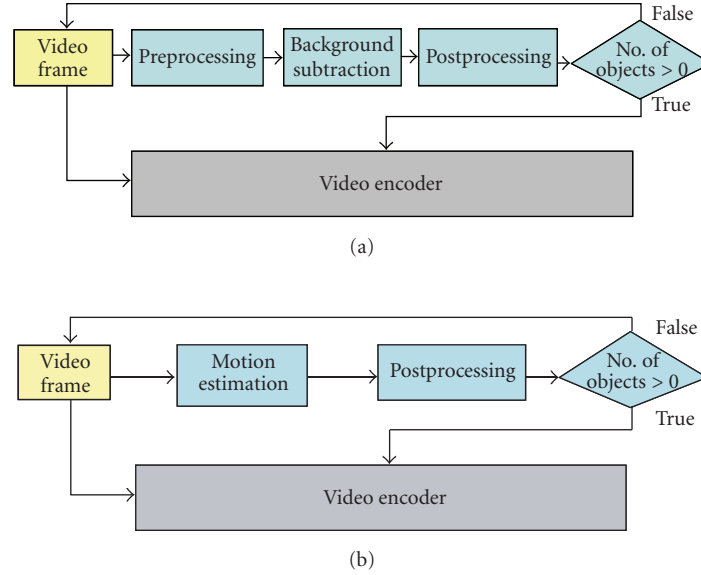 False
Video
frame
Preprocessing
Background
subtraction
Postprocessing
No. of
objects > 0
True
Video encoder
(a)
False
Video
frame
Motion
estimation
Postprocessing
No. of
objects > 0
True
Video encoder
(b)